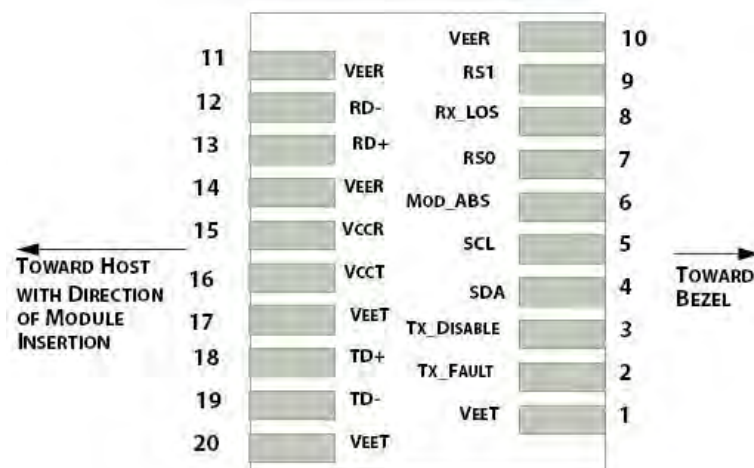 11 VEER
12 RD-
13 RD+
14 VEER
15 VCCR
16 VCCT
17 VEET
18 TD+
19 TD-
20 VEET
VEER 10
RS1 9
RX_LOS 8
RS0 7
MOD_ABS 6
SCL 5
SDA 4
TX_DISABLE 3
TX_FAULT 2
VEET 1
TOWARD HOST
WITH DIRECTION
OF MODULE
INSERTION
TOWARD
BEZEL